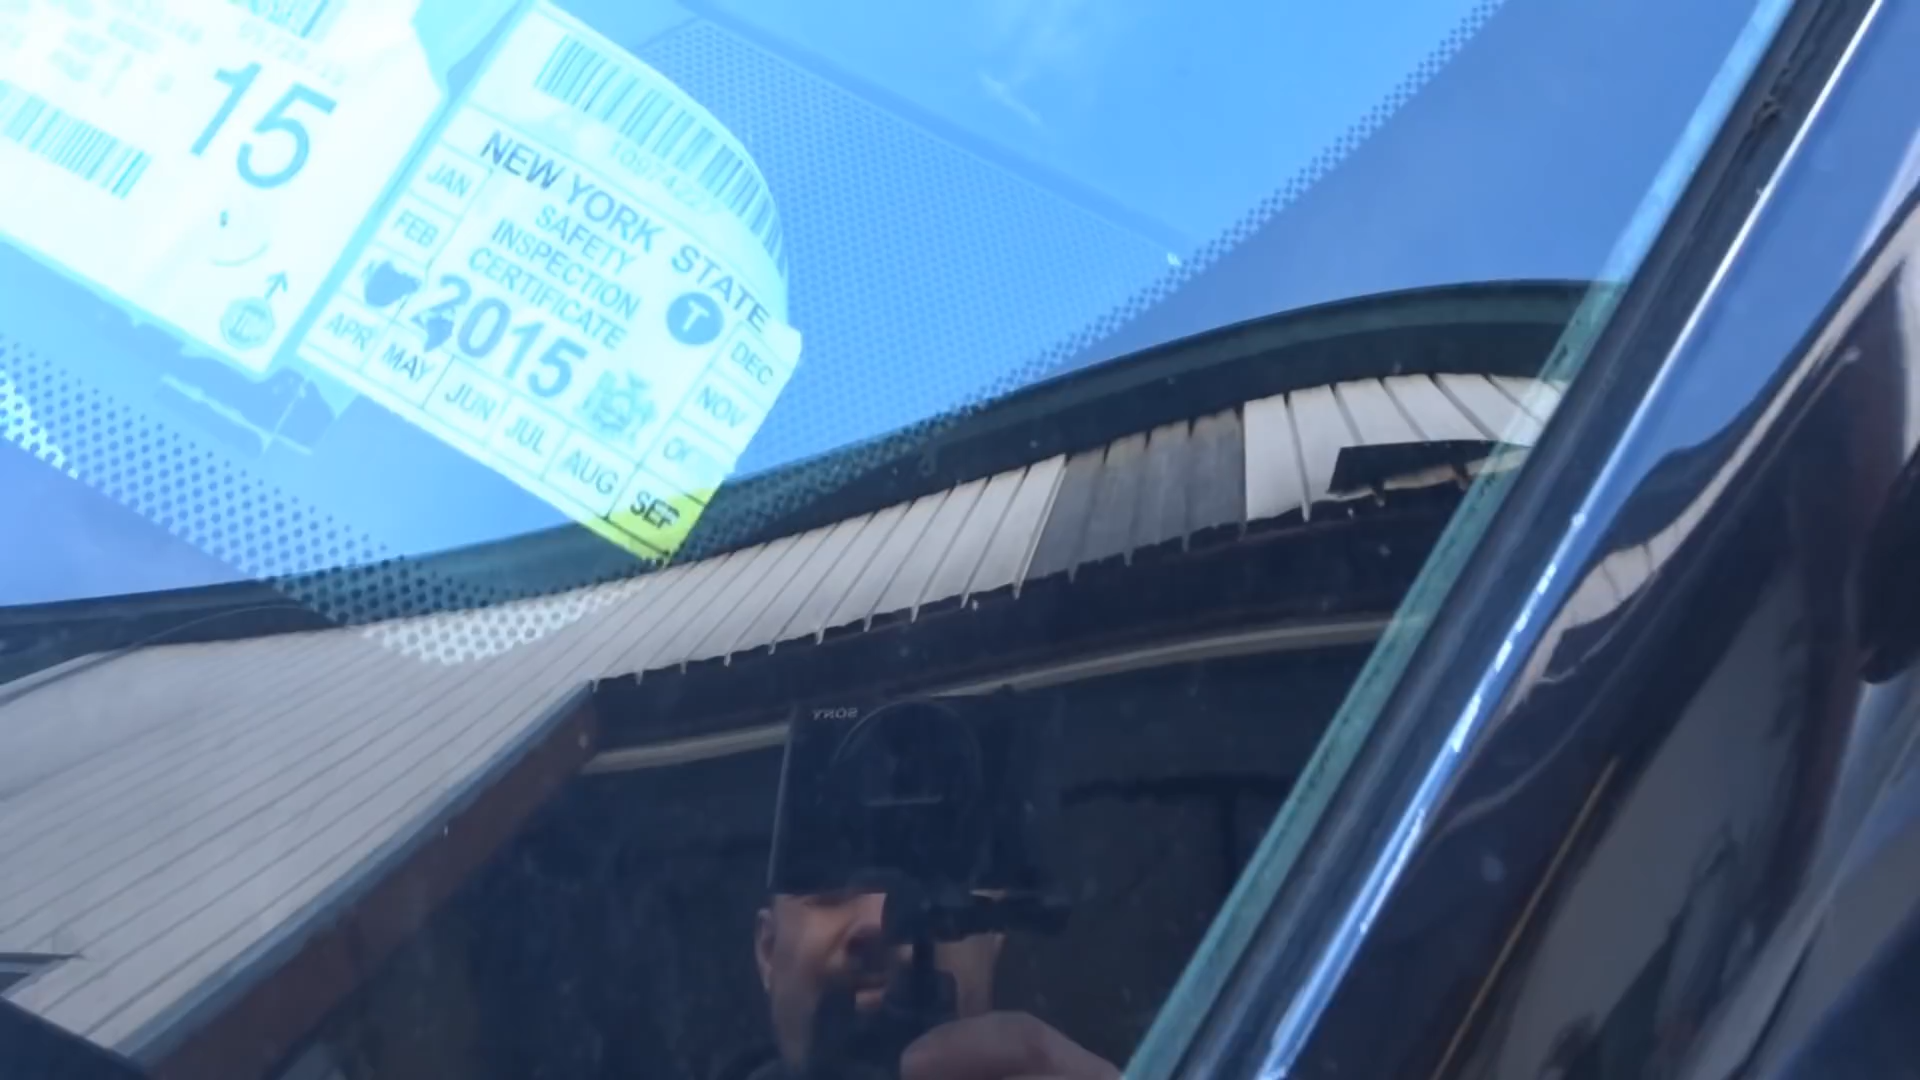 15
NEW YORK STATE
SAFETY
INSPECTION
CERTIFICATE
T
2015
JAN
FEB
APR
MAY
JUN
JUL
AUG
SEP
NOV
DEC
SONY